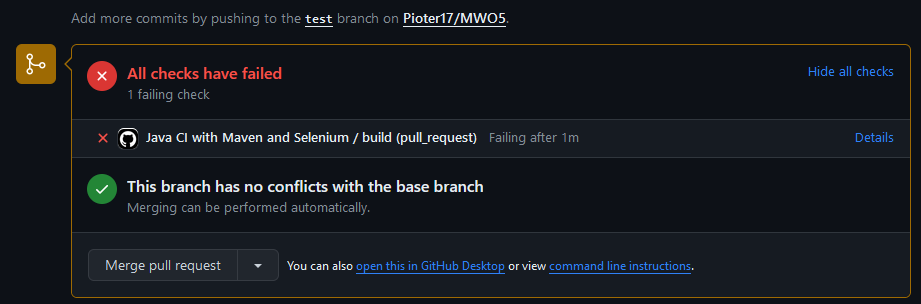 Add more commits by pushing to the test branch on Pioter17/MWO5.
All checks have failed
Hide all checks
1 failing check
Java CI with Maven and Selenium / build (pull_request) Failing after 1m
Details
This branch has no conflicts with the base branch
Merging can be performed automatically.
Merge pull request
You can also open this in GitHub Desktop or view command line instructions.